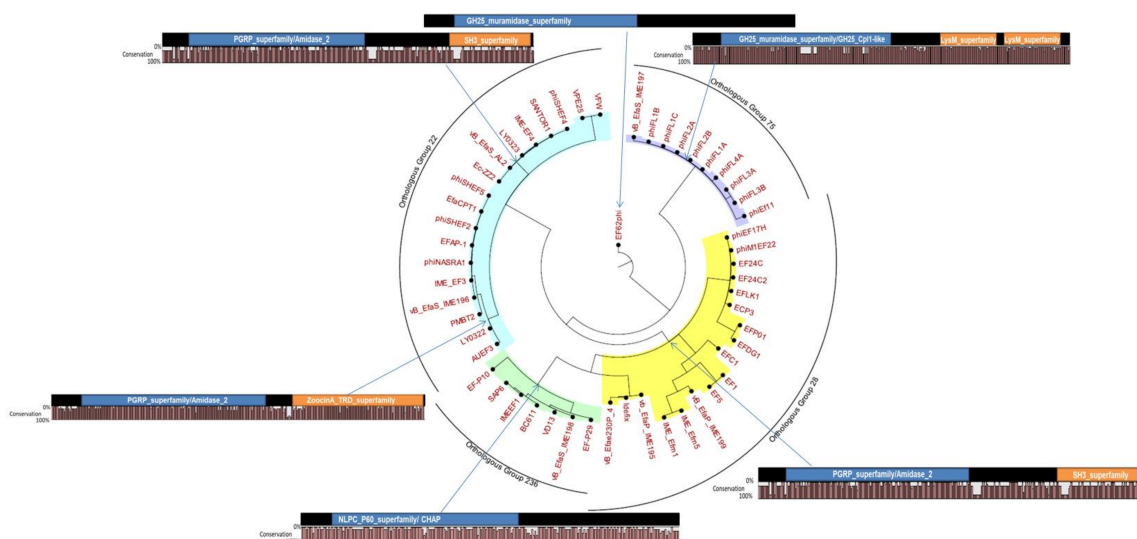 GH25_muramidase_superfamily
PGRP_superfamily/Amidase_2
SH3_superfamily
0%
Conservation
100%
GH25_muramidase_superfamily/GH25_Cpl1-like
LysM_superfamily
LysM_superfamily
0%
Conservation
100%
Orthologous Group 22
Orthologous Group 75
VFW
VPE25
phiSHEF4
SANTOR1
IME-EF4
LY0323
vB_EfaS_AL2
Ec-ZZ2
phiSHEF5
EfaCPT1
phiSHEF2
EFAP-1
phiNASRA1
IME_EF3
vB_EfaS_IME196
PMBT2
LY0322
AUEF3
vB_EfaS_IME197
phiFL1B
phiFL1C
phiFL2A
phiFL2B
phiFL1A
phiFL4A
phiFL3A
phiFL3B
phiEf11
EF62phi
phiEF17H
phiM1EF22
EF24C
EF24C2
EFLK1
ECP3
EFP01
EFDG1
EFC1
EF1
EF5
vB_EfaP_IME199
IME_Efm5
IME_Efm1
vb_EfaP_IME195
Idefix
vB_Efae230P_4
EF-P29
vB_EfaS_IME198
VD13
BC611
IMEEF1
SAP6
EF-P10
Orthologous Group 28
Orthologous Group 236
PGRP_superfamily/Amidase_2
ZoocinA_TRD_superfamily
0%
Conservation
100%
PGRP_superfamily/Amidase_2
SH3_superfamily
0%
Conservation
100%
NLPC_P60_superfamily/ CHAP
0%
Conservation
100%